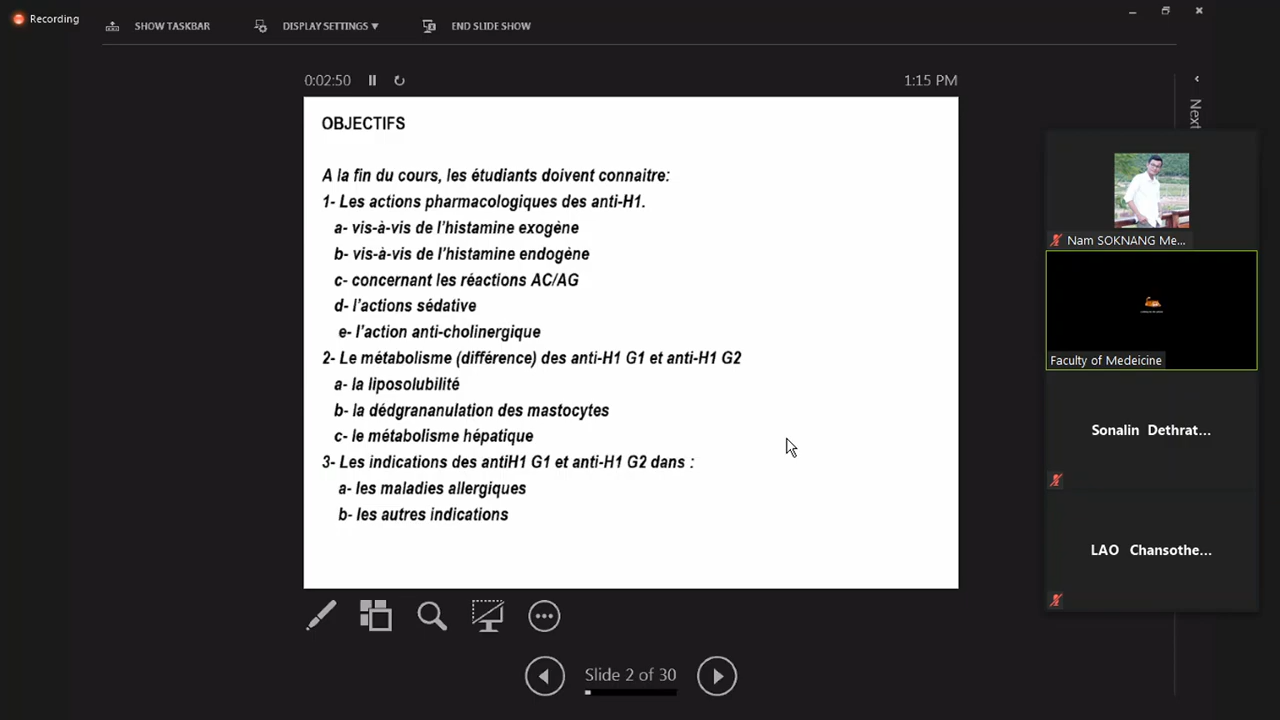 Recording
SHOW TASKBAR
DISPLAY SETTINGS
END SLIDE SHOW
0:02:50
1:15 PM
Next
OBJECTIFS
A la fin du cours, les étudiants doivent connaitre:
1- Les actions pharmacologiques des anti-H1.
a- vis-à-vis de l'histamine exogène
b- vis-à-vis de l'histamine endogène
c- concernant les réactions AC/AG
d- l'actions sédative
e- l'action anti-cholinergique
2- Le métabolisme (différence) des anti-H1 G1 et anti-H1 G2
a- la liposolubilité
b- la dédgrananulation des mastocytes
c- le métabolisme hépatique
3- Les indications des antiH1 G1 et anti-H1 G2 dans :
a- les maladies allergiques
b- les autres indications
Slide 2 of 30
Nam SOKNANG Me...
Faculty of Medeicine
Sonalin Dethrat...
LAO Chansothe...